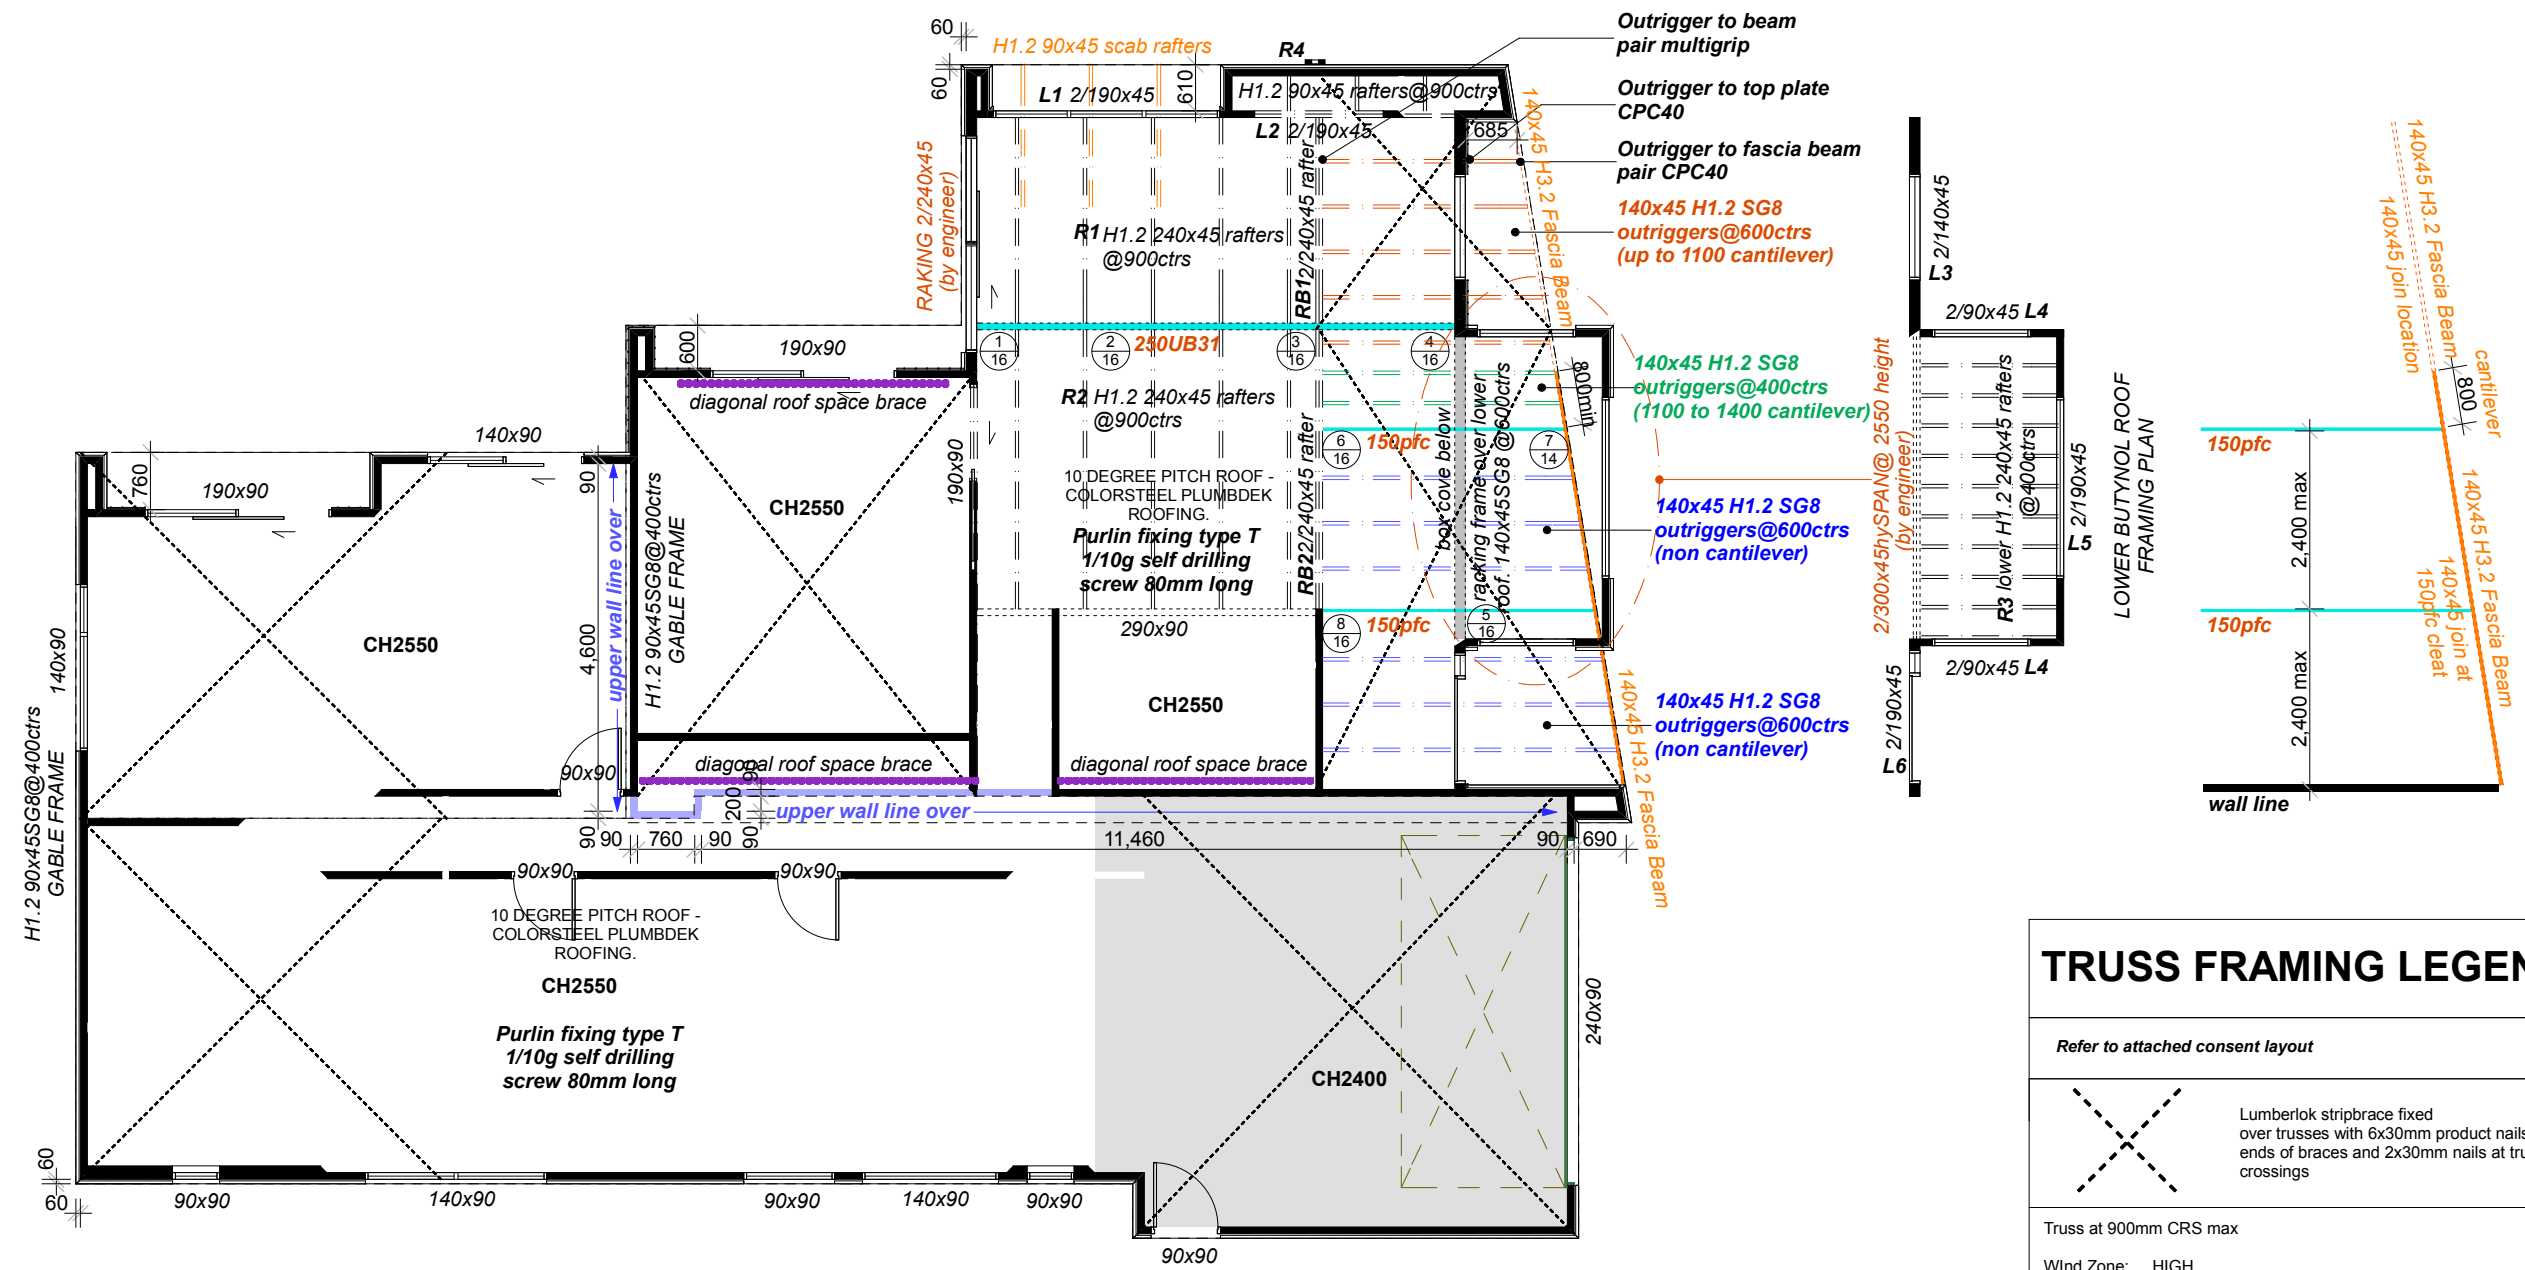 60
60
H1.2 90x45 scab rafters
L1 2/190x45
610
R4
H1.2 90x45 rafters@900ctrs
L2 2/190x45
685
Outrigger to beam
pair multigrip
Outrigger to top plate
CPC40
Outrigger to fascia beam
pair CPC40
140x45 H1.2 SG8
outriggers@600ctrs
(up to 1100 cantilever)
140x45 H3.2 Fascia Beam
RAKING 2/240x45
(by engineer)
R1 H1.2 240x45 rafters
@900ctrs
RB1 2/240x45 rafter
1
16
2
16
250UB31
3
16
4
16
R2 H1.2 240x45 rafters
@900ctrs
600
190x90
diagonal roof space brace
190x90
10 DEGREE PITCH ROOF -
COLORSTEEL PLUMBDEK
ROOFING.
Purlin fixing type T
1/10g self drilling
screw 80mm long
RB2 2/240x45 rafter
6
16
150pfc
7
14
box cove below
racking frame over lower
roof. 140x45SG8 @600ctrs
800min
140x45 H1.2 SG8
outriggers@400ctrs
(1100 to 1400 cantilever)
140x45 H1.2 SG8
outriggers@600ctrs
(non cantilever)
8
16
150pfc
5
16
140x45 H1.2 SG8
outriggers@600ctrs
(non cantilever)
140x45 H3.2 Fascia Beam
140x90
760
190x90
90
upper wall line over
4,600
H1.2 90x45SG8@400ctrs
GABLE FRAME
CH2550
CH2550
140x90
H1.2 90x45SG8@400ctrs
GABLE FRAME
290x90
CH2550
diagonal roof space brace
diagonal roof space brace
90x90
90
200
90
upper wall line over
90
90
760
90
11,460
90
690
90x90
90x90
10 DEGREE PITCH ROOF -
COLORSTEEL PLUMBDEK
ROOFING.
CH2550
Purlin fixing type T
1/10g self drilling
screw 80mm long
CH2400
240x90
60
60
90x90
140x90
90x90
140x90
90x90
90x90
2/300x45hySPAN@ 2550 height
(by engineer)
2/140x45
L3
2/90x45 L4
R3 lower H1.2 240x45 rafters
@400ctrs
2/190x45
L5
2/90x45 L4
2/190x45
L6
LOWER BUTYNOL ROOF
FRAMING PLAN
140x45 H3.2 Fascia Beam
140x45 join location
cantilever
800
150pfc
2,400 max
140x45 H3.2 Fascia Beam
140x45 join at
150pfc cleat
150pfc
2,400 max
wall line
TRUSS FRAMING LEGEN
Refer to attached consent layout
Lumberlok stripbrace fixed
over trusses with 6x30mm product nails
ends of braces and 2x30mm nails at tru
crossings
Truss at 900mm CRS max
WInd Zone: HIGH